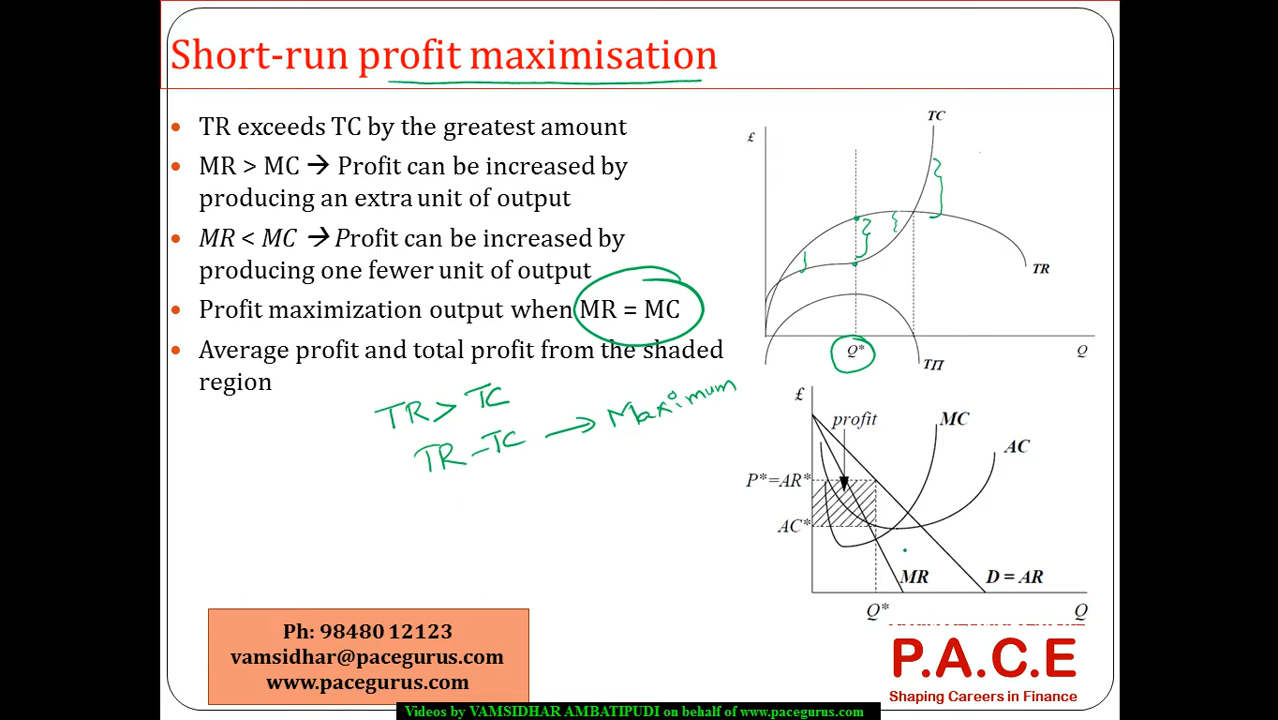 Short-run profit maximisation
• TR exceeds TC by the greatest amount
• MR > MC → Profit can be increased by
producing an extra unit of output
• MR < MC → Profit can be increased by
producing one fewer unit of output
• Profit maximization output when MR = MC
• Average profit and total profit from the shaded
region
TR > TC
TR - TC → Maximum
TC
£
TR
Q*
Q
TΠ
£
profit
MC
AC
P*=AR*
AC*
MR
D = AR
Q*
Q
Ph: 98480 12123
vamsidhar@pacegurus.com
www.pacegurus.com
P.A.C.E
Shaping Careers in Finance
Videos by VAMSIDHAR AMBATIPUDI on behalf of www.pacegurus.com